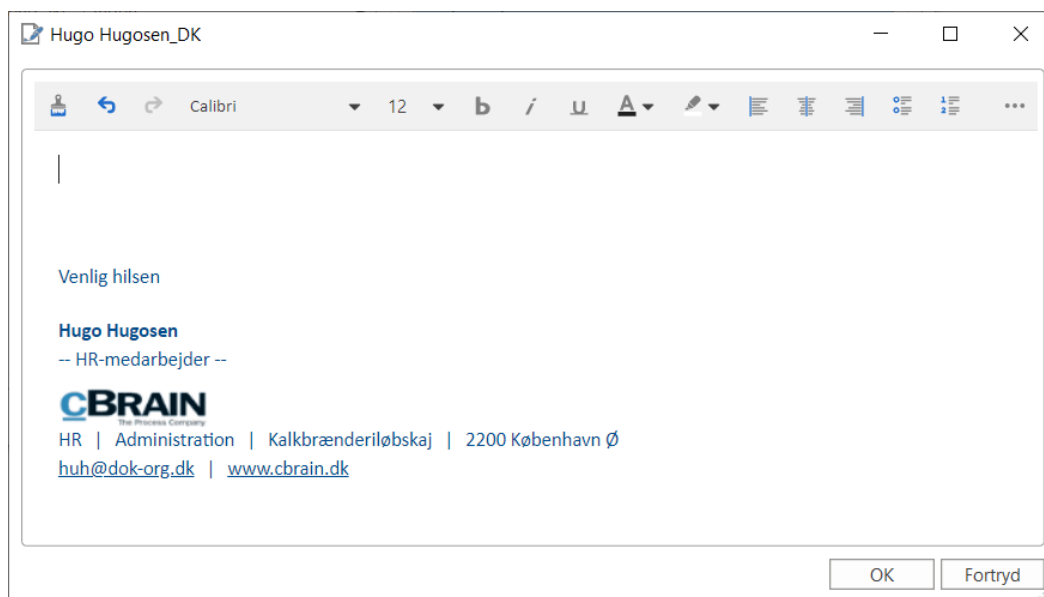 Hugo Hugosen_DK
Calibri 12 b i u A
Venlig hilsen
Hugo Hugosen
-- HR-medarbejder --
cBRAIN
The Process Company
HR | Administration | Kalkbrænderiløbskaj | 2200 København Ø
huh@dok-org.dk | www.cbrain.dk
OK Fortryd